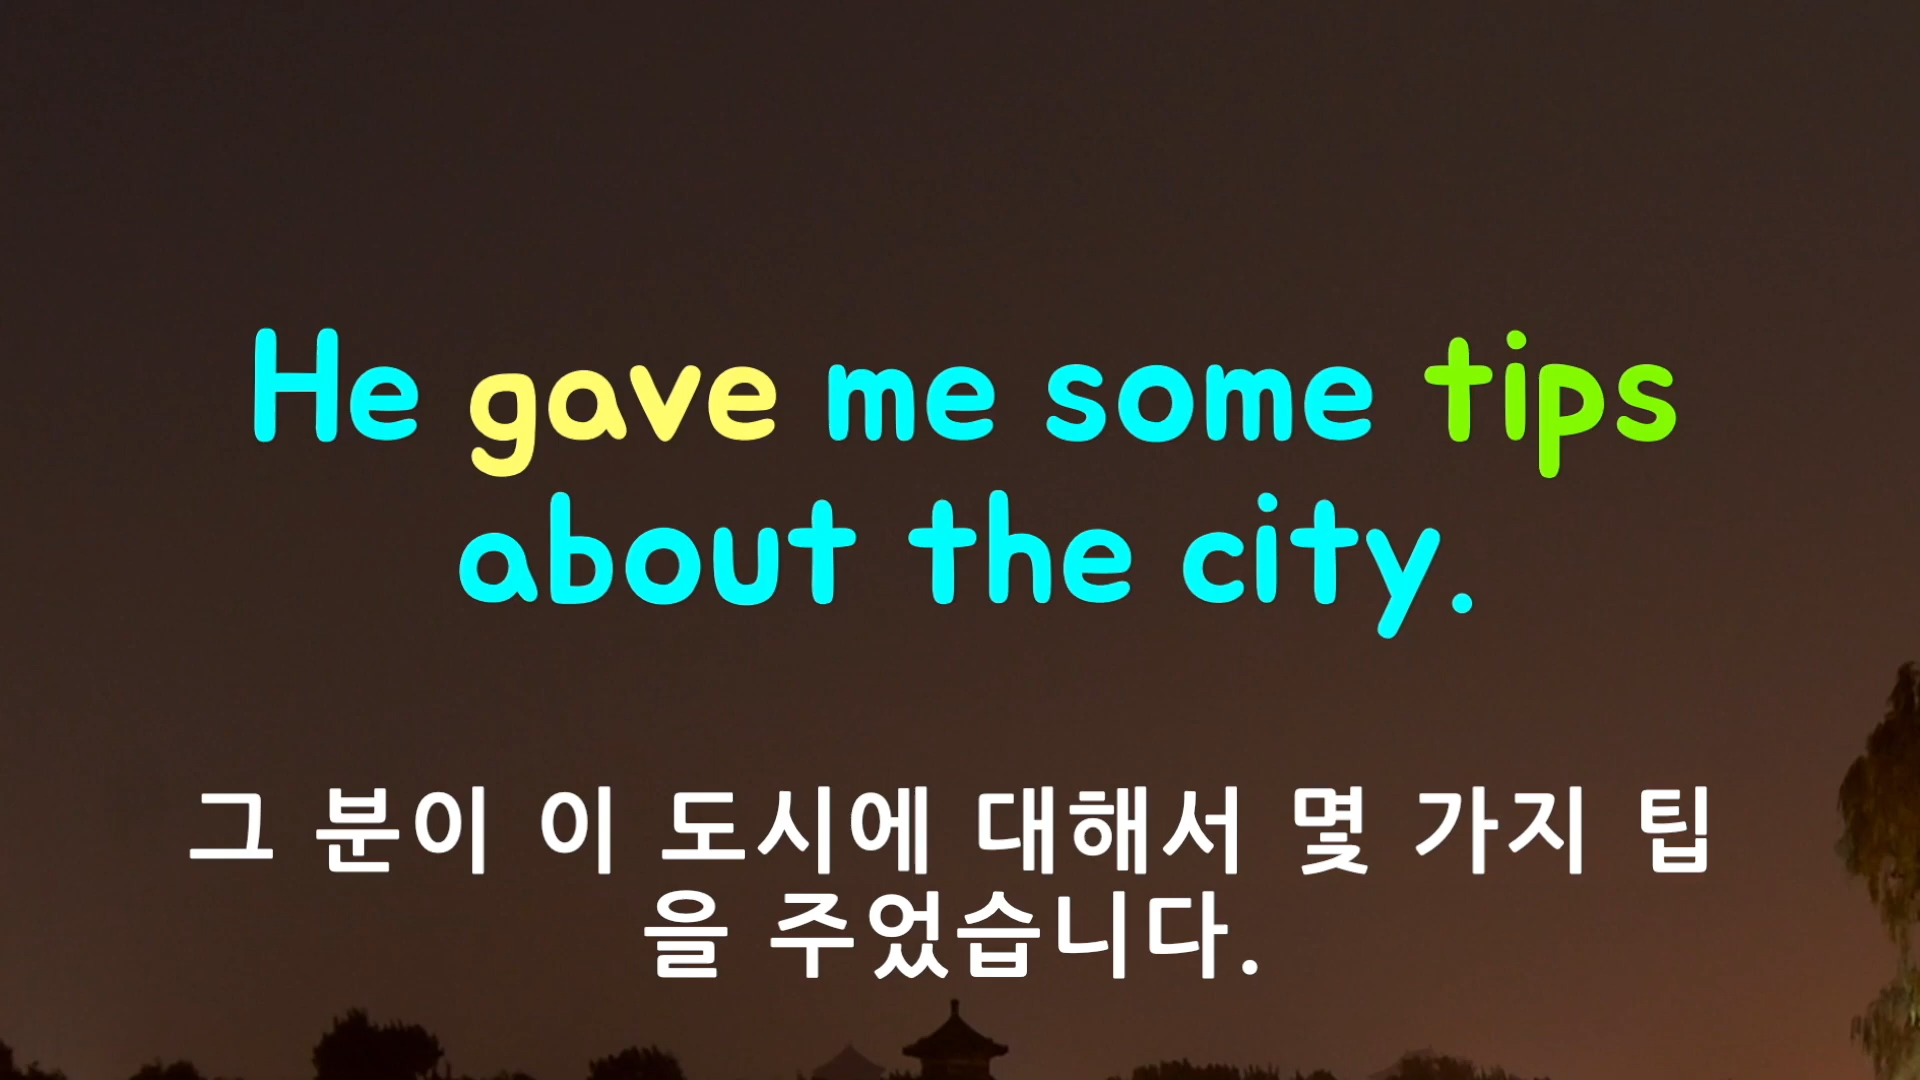 He gave me some tips
about the city.
그 분이 이 도시에 대해서 몇 가지 팁
을 주었습니다.